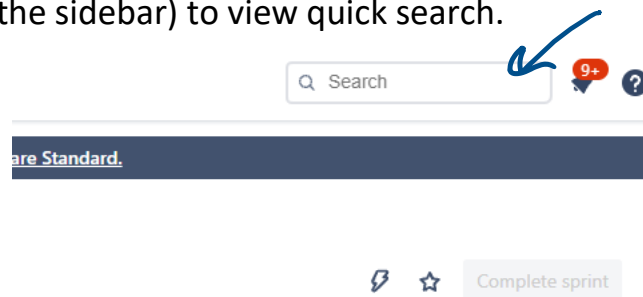 the sidebar) to view quick search.
Search
9+
?
are Standard.
Complete sprint